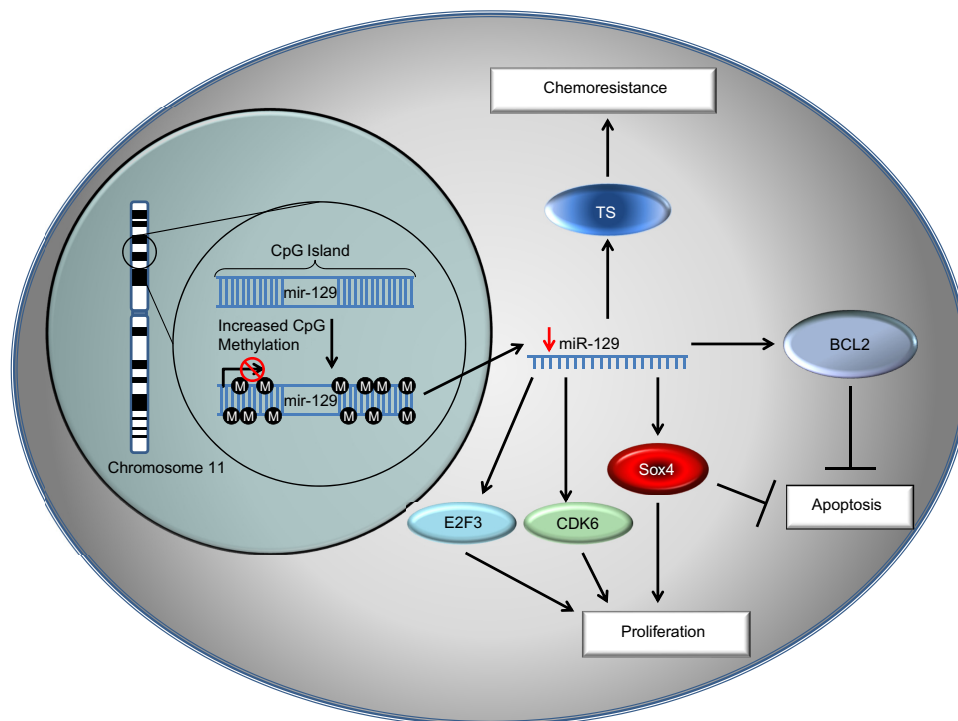 Chemoresistance
TS
CpG Island
mir-129
Increased CpG
Methylation
M M M M M M
mir-129
M M M M M M
Chromosome 11
miR-129
BCL2
Sox4
E2F3
CDK6
Apoptosis
Proliferation